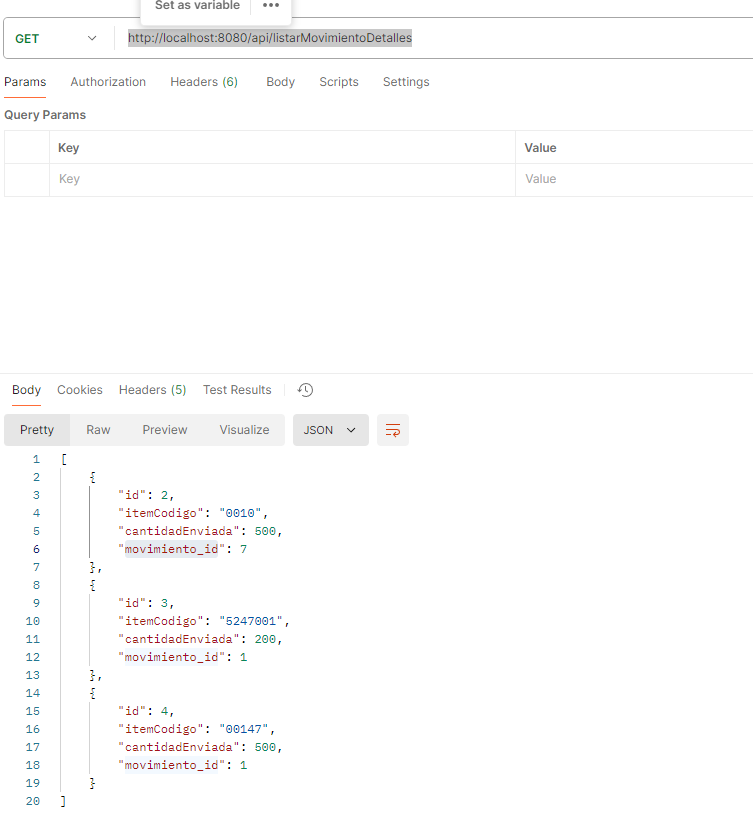 Set as variable •••
GET http://localhost:8080/api/listarMovimientoDetalles
Params Authorization Headers (6) Body Scripts Settings
Query Params
Key Value
Key Value
Body Cookies Headers (5) Test Results
Pretty Raw Preview Visualize JSON
1 [
2 {
3 "id": 2,
4 "itemCodigo": "0010",
5 "cantidadEnviada": 500,
6 "movimiento_id": 7
7 },
8 {
9 "id": 3,
10 "itemCodigo": "5247001",
11 "cantidadEnviada": 200,
12 "movimiento_id": 1
13 },
14 {
15 "id": 4,
16 "itemCodigo": "00147",
17 "cantidadEnviada": 500,
18 "movimiento_id": 1
19 }
20 ]